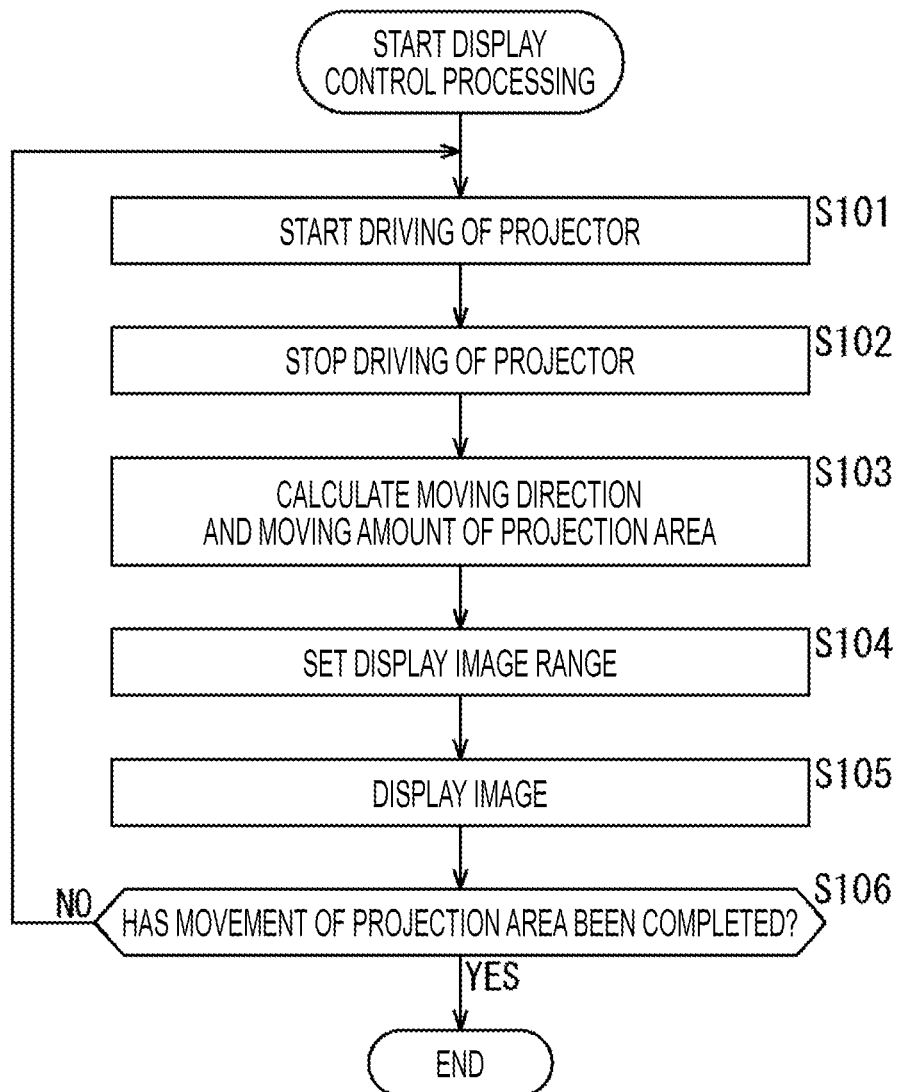 START DISPLAY
CONTROL PROCESSING
START DRIVING OF PROJECTOR
S101
STOP DRIVING OF PROJECTOR
S102
CALCULATE MOVING DIRECTION
AND MOVING AMOUNT OF PROJECTION AREA
S103
SET DISPLAY IMAGE RANGE
S104
DISPLAY IMAGE
S105
NO
HAS MOVEMENT OF PROJECTION AREA BEEN COMPLETED?
S106
YES
END